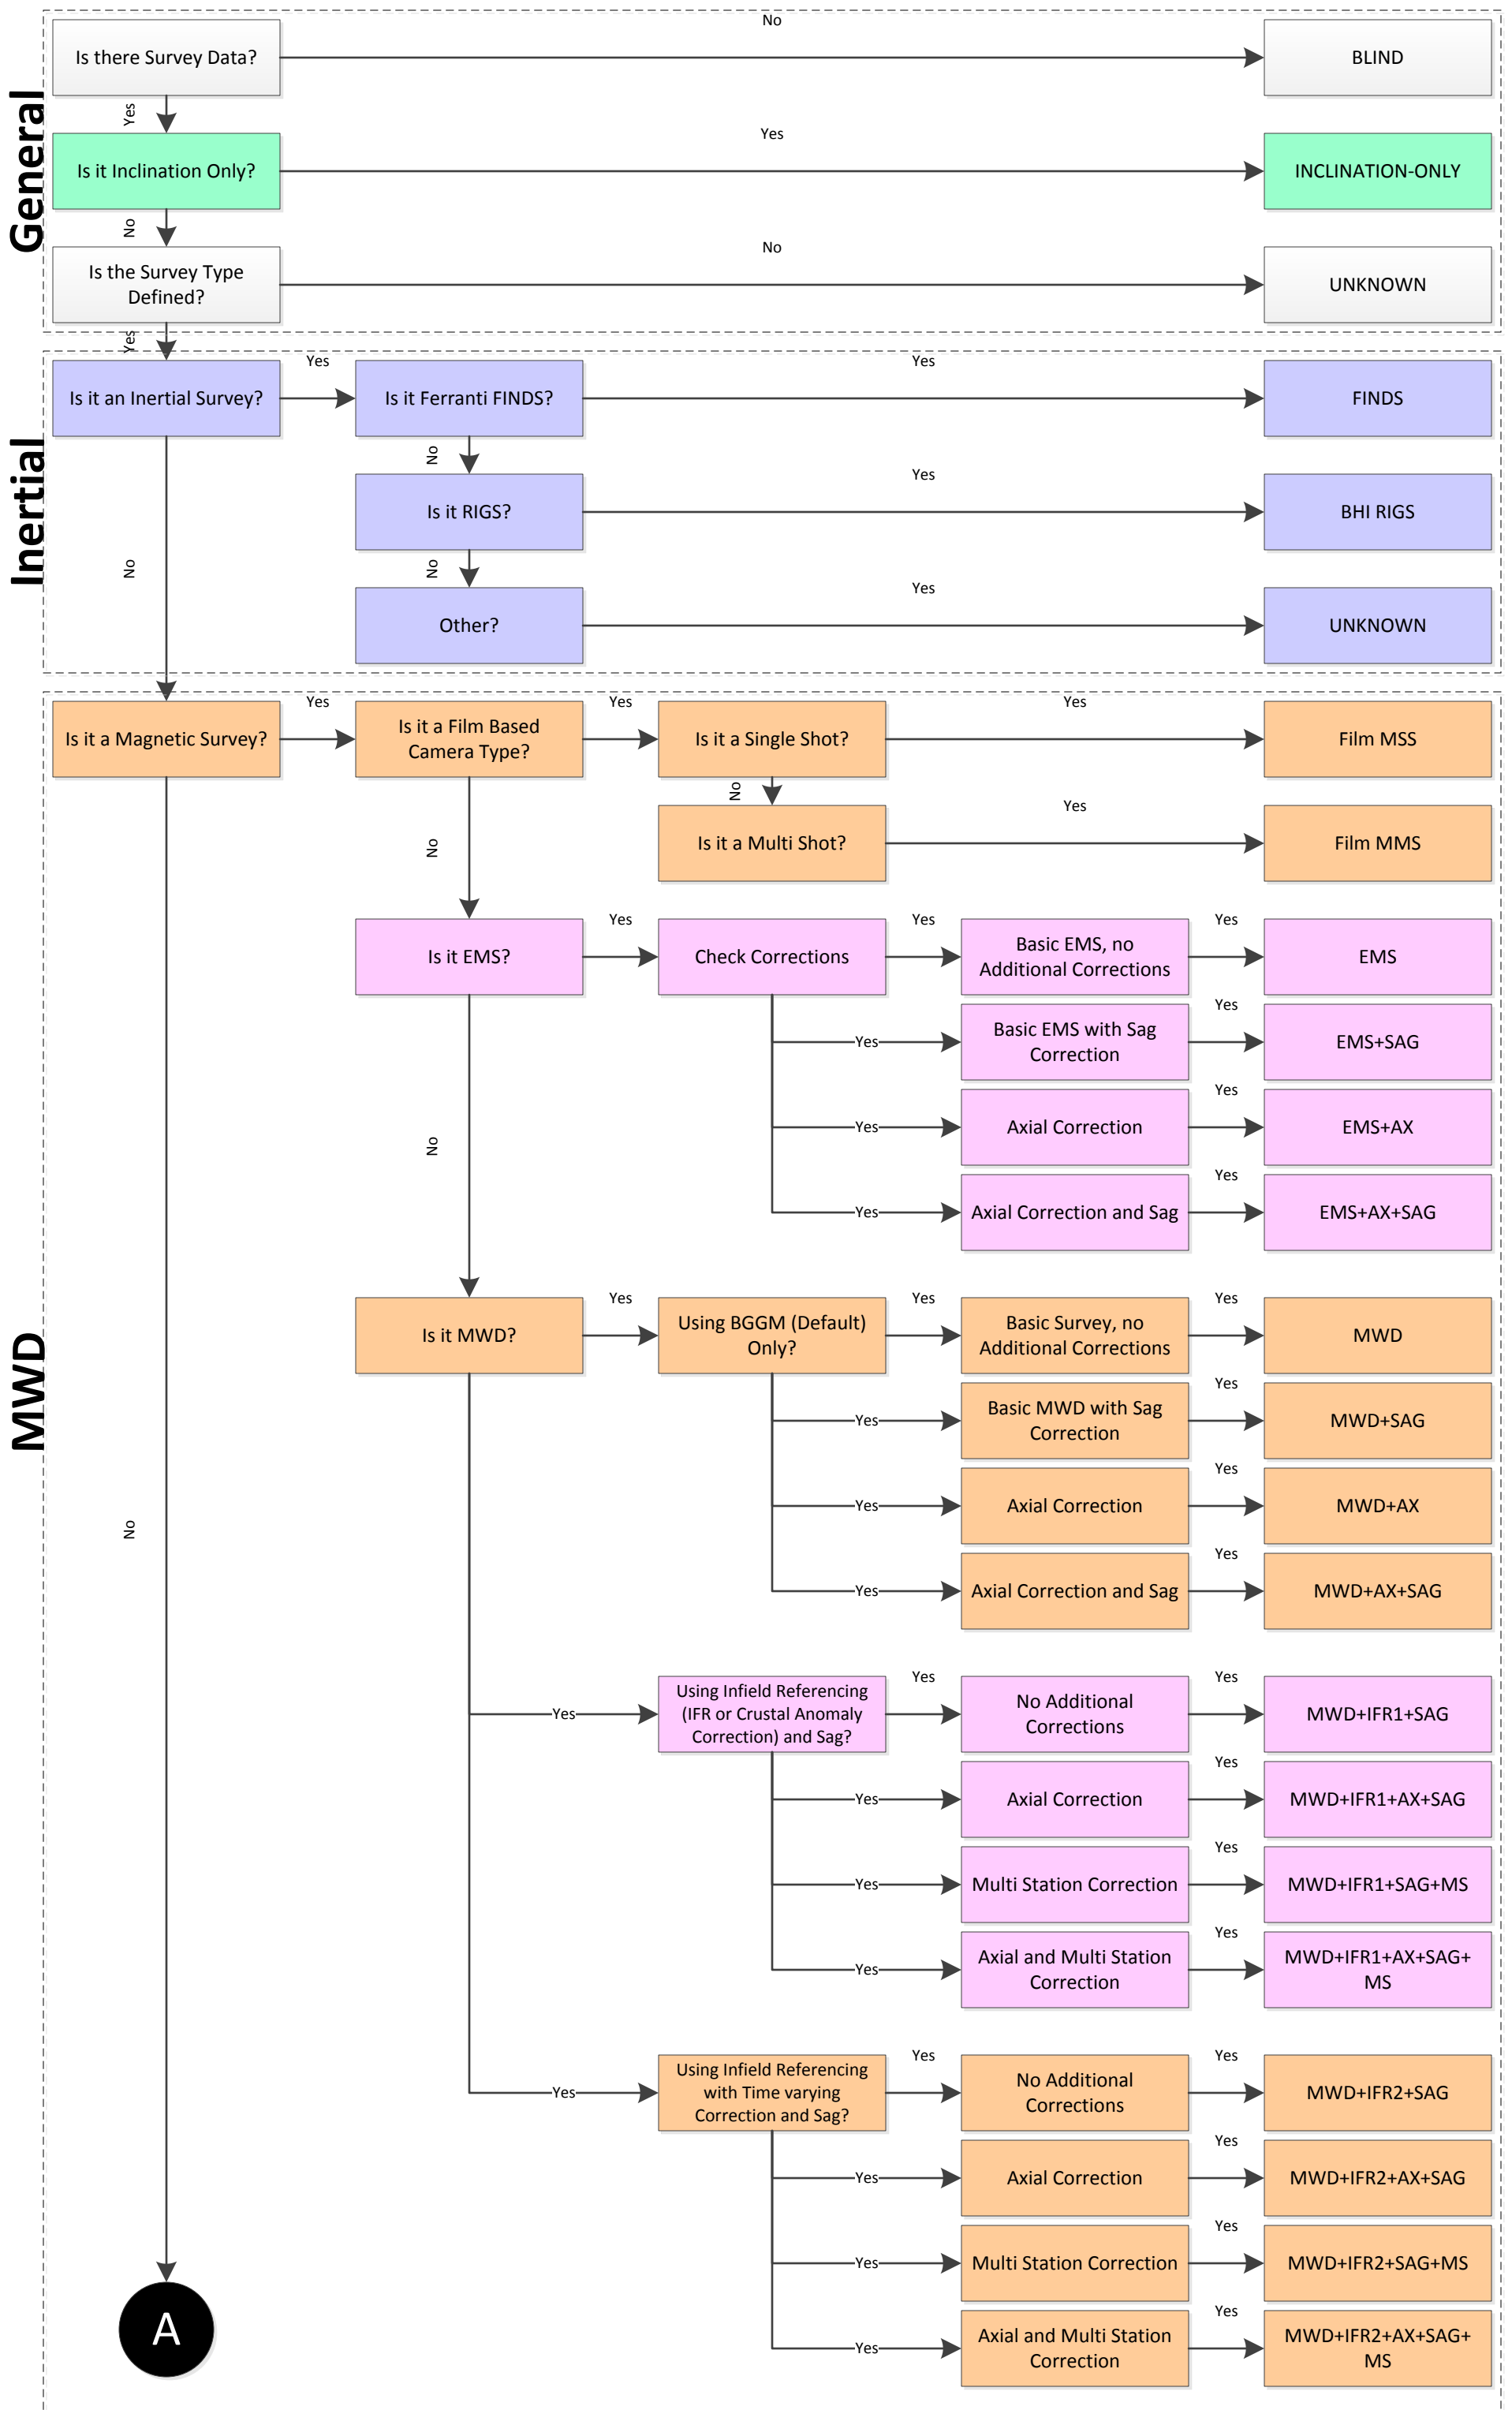 General
No
Is there Survey Data?
BLIND
Yes
Yes
Is it Inclination Only?
INCLINATION-ONLY
No
No
Is the Survey Type
Defined?
UNKNOWN
Yes
Inertial
Yes
Yes
Is it an Inertial Survey?
Is it Ferranti FINDS?
FINDS
No
Yes
Is it RIGS?
BHI RIGS
No
No
Yes
Other?
UNKNOWN
MWD
Yes
Yes
Yes
Is it a Magnetic Survey?
Is it a Film Based
Camera Type?
Is it a Single Shot?
Film MSS
No
Yes
Is it a Multi Shot?
Film MMS
No
Yes
Yes
Yes
Is it EMS?
Check Corrections
Basic EMS, no
Additional Corrections
EMS
Yes
Yes
Basic EMS with Sag
Correction
EMS+SAG
Yes
Yes
Axial Correction
EMS+AX
Yes
Yes
Axial Correction and Sag
EMS+AX+SAG
No
Yes
Yes
Yes
Is it MWD?
Using BGGM (Default)
Only?
Basic Survey, no
Additional Corrections
MWD
Yes
Yes
Basic MWD with Sag
Correction
MWD+SAG
Yes
Yes
Axial Correction
MWD+AX
No
Yes
Yes
Axial Correction and Sag
MWD+AX+SAG
Yes
Yes
Yes
Using Infield Referencing
(IFR or Crustal Anomaly
Correction) and Sag?
No Additional
Corrections
MWD+IFR1+SAG
Yes
Yes
Axial Correction
MWD+IFR1+AX+SAG
Yes
Yes
Multi Station Correction
MWD+IFR1+SAG+MS
Yes
Yes
Axial and Multi Station
Correction
MWD+IFR1+AX+SAG+
MS
Yes
Yes
Yes
Using Infield Referencing
with Time varying
Correction and Sag?
No Additional
Corrections
MWD+IFR2+SAG
Yes
Yes
Axial Correction
MWD+IFR2+AX+SAG
Yes
Yes
Multi Station Correction
MWD+IFR2+SAG+MS
Yes
Yes
Axial and Multi Station
Correction
MWD+IFR2+AX+SAG+
MS
A